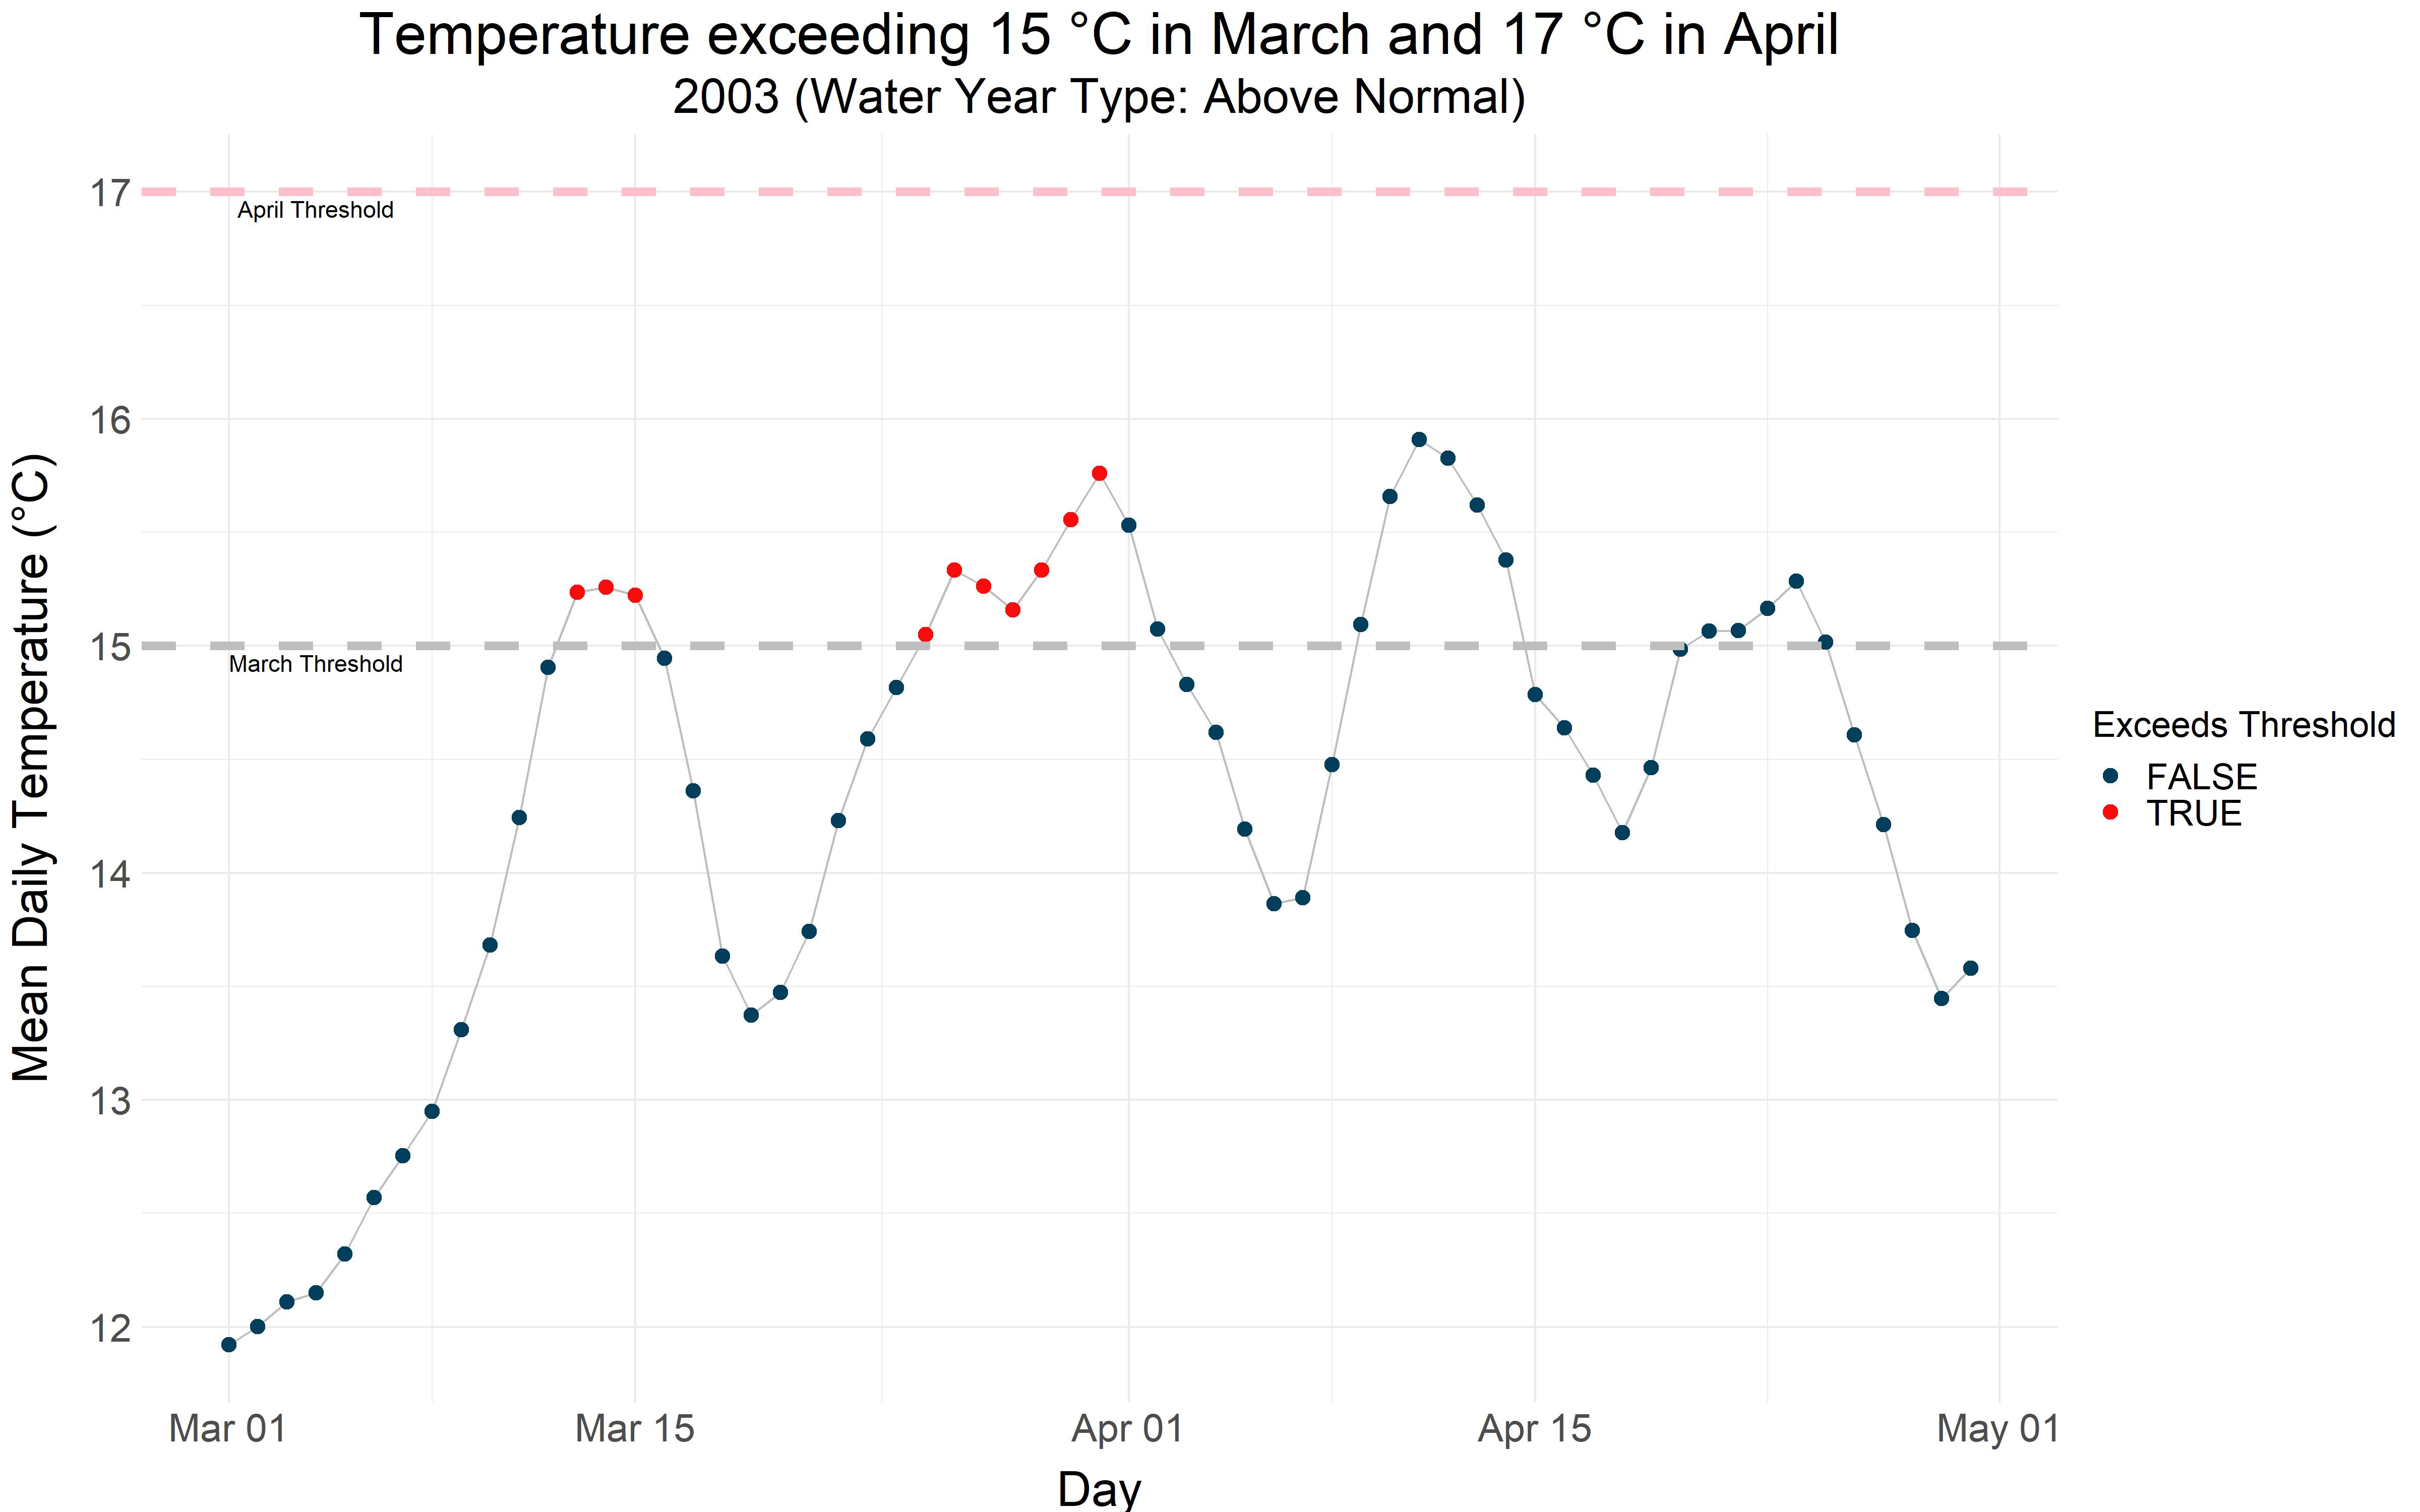 Temperature exceeding 15 °C in March and 17 °C in April
2003 (Water Year Type: Above Normal)
Mean Daily Temperature (°C)
17
April Threshold
16
15
March Threshold
14
13
12
Exceeds Threshold
FALSE
TRUE
Mar 01
Mar 15
Apr 01
Apr 15
May 01
Day